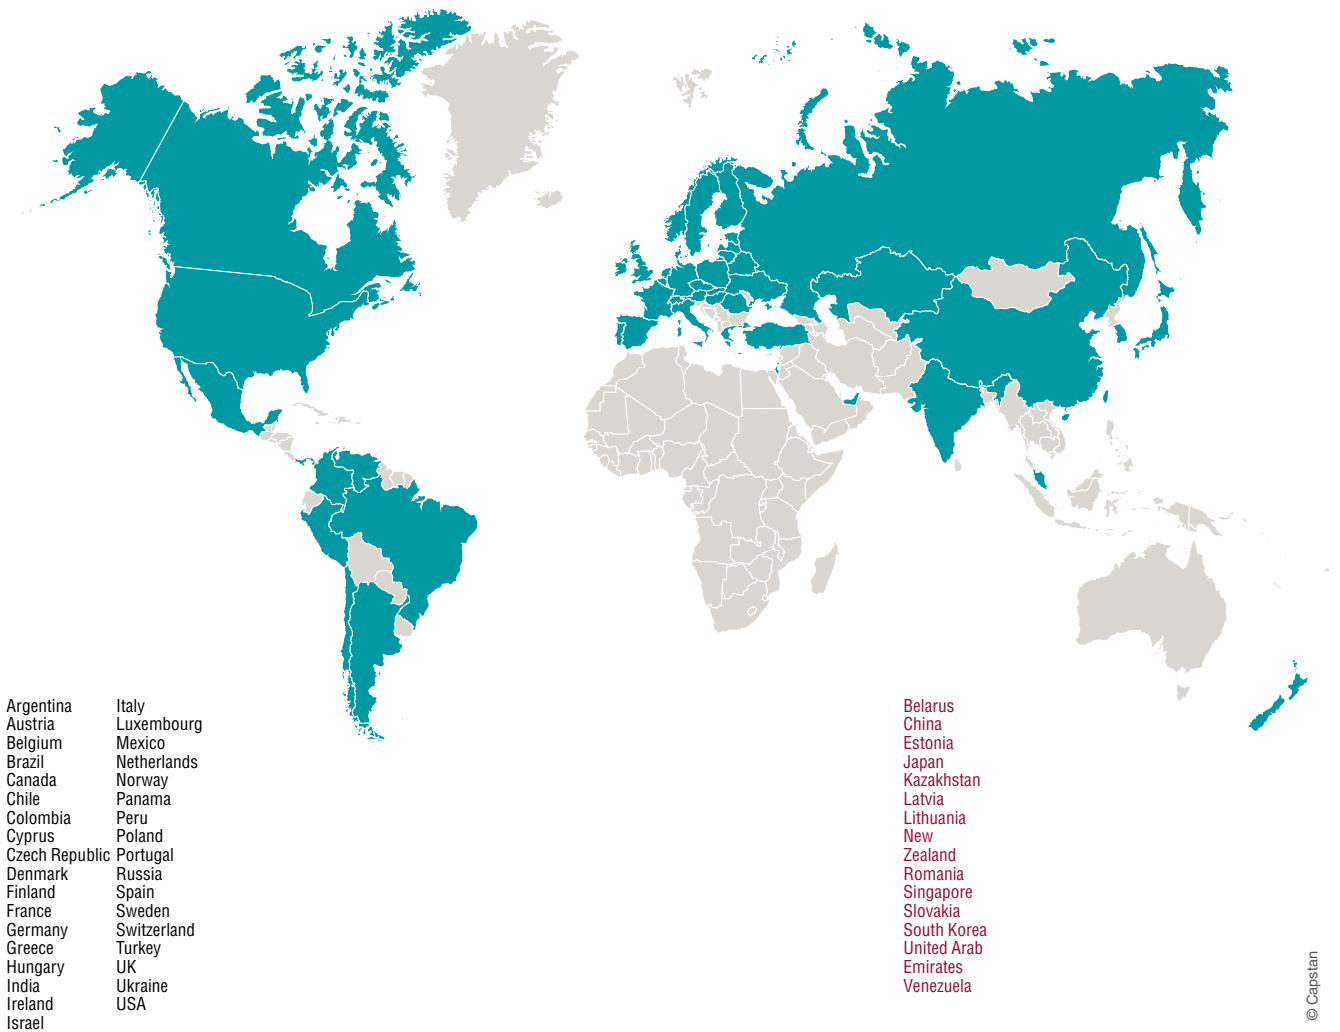 Argentina
Austria
Belgium
Brazil
Canada
Chile
Colombia
Cyprus
Czech Republic
Denmark
Finland
France
Germany
Greece
Hungary
India
Ireland
Israel
Italy
Luxembourg
Mexico
Netherlands
Norway
Panama
Peru
Poland
Portugal
Russia
Spain
Sweden
Switzerland
Turkey
UK
Ukraine
USA
Belarus
China
Estonia
Japan
Kazakhstan
Latvia
Lithuania
New
Zealand
Romania
Singapore
Slovakia
South Korea
United Arab
Emirates
Venezuela
© Capstan